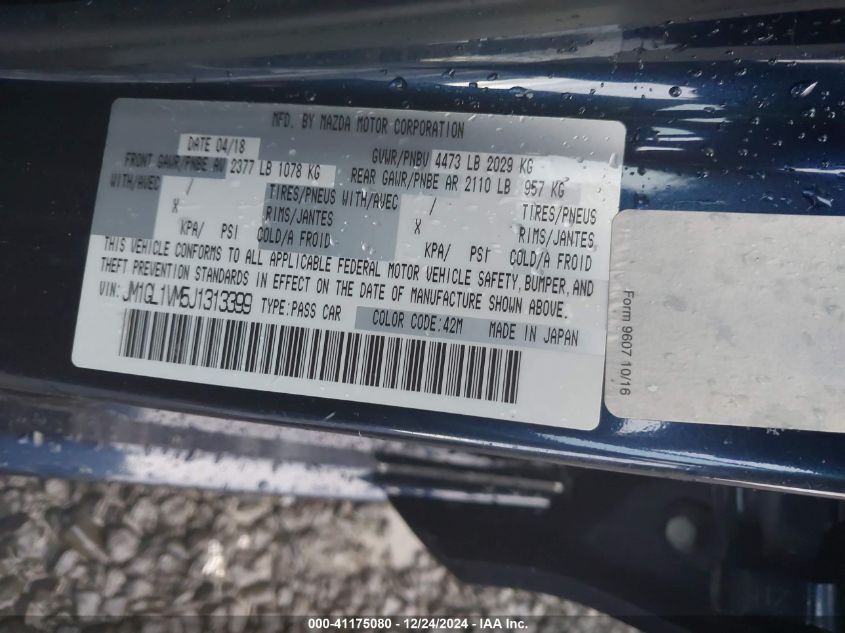 MFD. BY MAZDA MOTOR CORPORATION
DATE 04/18 GVWR/PNBV 4473 LB 2029 KG
FRONT GAWR/PNBE AV 2377 LB 1078 KG REAR GAWR/PNBE AR 2110 LB 957 KG
WITH/AVEC / TIRES/PNEUS WITH/AVEC / TIRES/PNEUS
X RIMS/JANTES X RIMS/JANTES
KPA/ PSI COLD/A FROID KPA/ PSI COLD/A FROID
THIS VEHICLE CONFORMS TO ALL APPLICABLE FEDERAL MOTOR VEHICLE SAFETY, BUMPER, AND
THEFT PREVENTION STANDARDS IN EFFECT ON THE DATE OF MANUFACTURE SHOWN ABOVE.
VIN: JM1GL1VM5J1313399 TYPE:PASS CAR COLOR CODE:42M MADE IN JAPAN
Form 9607 10/16
000-41175080 - 12/24/2024 - IAA Inc.